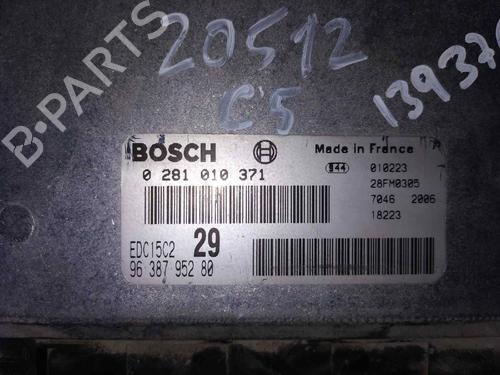 B-PARTS
20512
C5
BOSCH
Made in France
0 281 010 371
944
010223
28FM0305
7046 2006
18223
EDC15C2 29
96 387 952 80